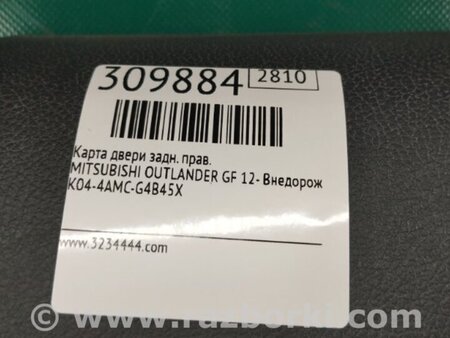 309884 2810
Карта двери задн. прав.
MITSUBISHI OUTLANDER GF 12- Внедорож
K04-4AMC-G4B45X
www.3234444.com
© www.razborki.com